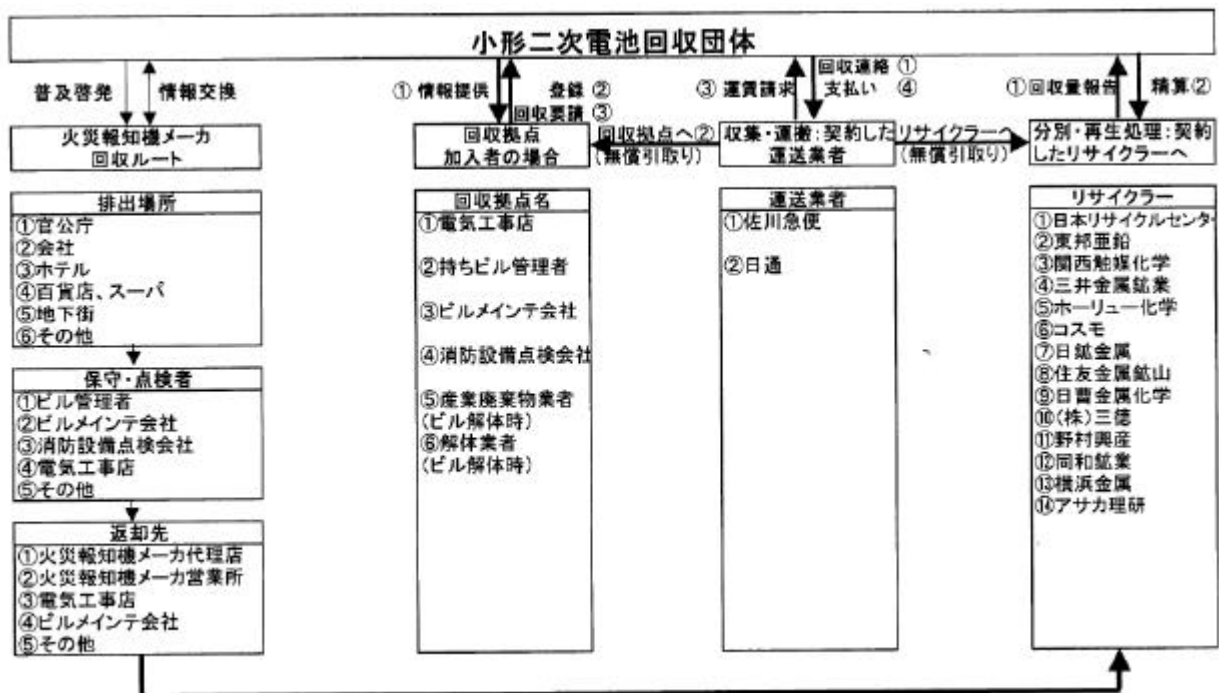 小形二次電池回収団体
普及啓発
情報交換
① 情報提供
登録 ②
回収要請 ③
③ 運賃請求
回収連絡 ①
支払い ④
①回収量報告
精算②
火災報知機メーカ
回収ルート
回収拠点
加入者の場合
回収拠点へ②
(無償引取り)
収集・運搬:契約した
運送業者
リサイクラーへ
(無償引取り)
分別・再生処理:契約
したリサイクラーへ
排出場所
①官公庁
②会社
③ホテル
④百貨店、スーパ
⑤地下街
⑥その他
保守・点検者
①ビル管理者
②ビルメインテ会社
③消防設備点検会社
④電気工事店
⑤その他
返却先
①火災報知機メーカ代理店
②火災報知機メーカ営業所
③電気工事店
④ビルメインテ会社
⑤その他
回収拠点名
①電気工事店
②持ちビル管理者
③ビルメインテ会社
④消防設備点検会社
⑤産業廃棄物業者
(ビル解体時)
⑥解体業者
(ビル解体時)
運送業者
①佐川急便
②日通
リサイクラー
①日本リサイクルセンタ
②東邦亜鉛
③関西触媒化学
④三井金属鉱業
⑤ホーリュー化学
⑥コスモ
⑦日鉱金属
⑧住友金属鉱山
⑨日曹金属化学
⑩(株)三徳
⑪野村興産
⑫同和鉱業
⑬横浜金属
⑭アサカ理研